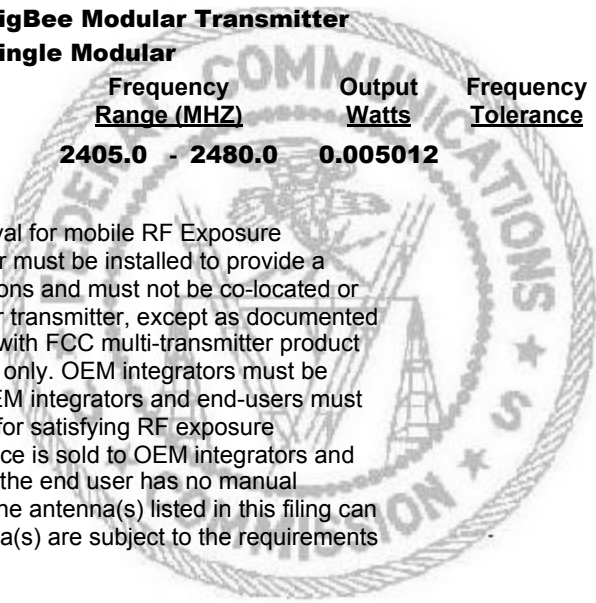 igBee Modular Transmitter
ingle Modular
Frequency Output Frequency
Range (MHZ) Watts Tolerance
2405.0 - 2480.0 0.005012
val for mobile RF Exposure
r must be installed to provide a
ons and must not be co-located or
r transmitter, except as documented
with FCC multi-transmitter product
only. OEM integrators must be
EM integrators and end-users must
for satisfying RF exposure
ce is sold to OEM integrators and
the end user has no manual
he antenna(s) listed in this filing can
a(s) are subject to the requirements
FEDERAL COMMUNICATIONS COMMISSION